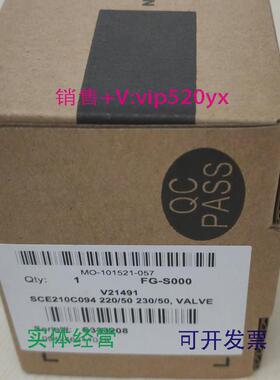 N
销售+V:vip520yx
QC
PASS
MO-101521-057
Qty: 1 FG-S000
V21491
SCE210C094 220/50 230/50, VALVE
实体经营
可开发票